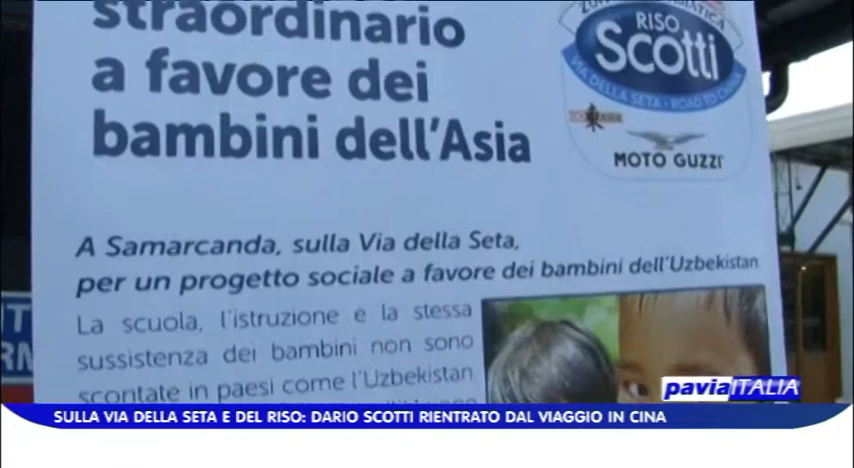 straordinario
a favore dei
bambini dell'Asia
RISO
Scotti
VIA DELLA SETA - ROAD TO CHINA
MOTO GUZZI
A Samarcanda, sulla Via della Seta,
per un progetto sociale a favore dei bambini dell'Uzbekistan
La scuola, l'istruzione e la stessa
sussistenza dei bambini non sono
scontate in paesi come l'Uzbekistan
paviaITALIA
SULLA VIA DELLA SETA E DEL RISO: DARIO SCOTTI RIENTRATO DAL VIAGGIO IN CINA